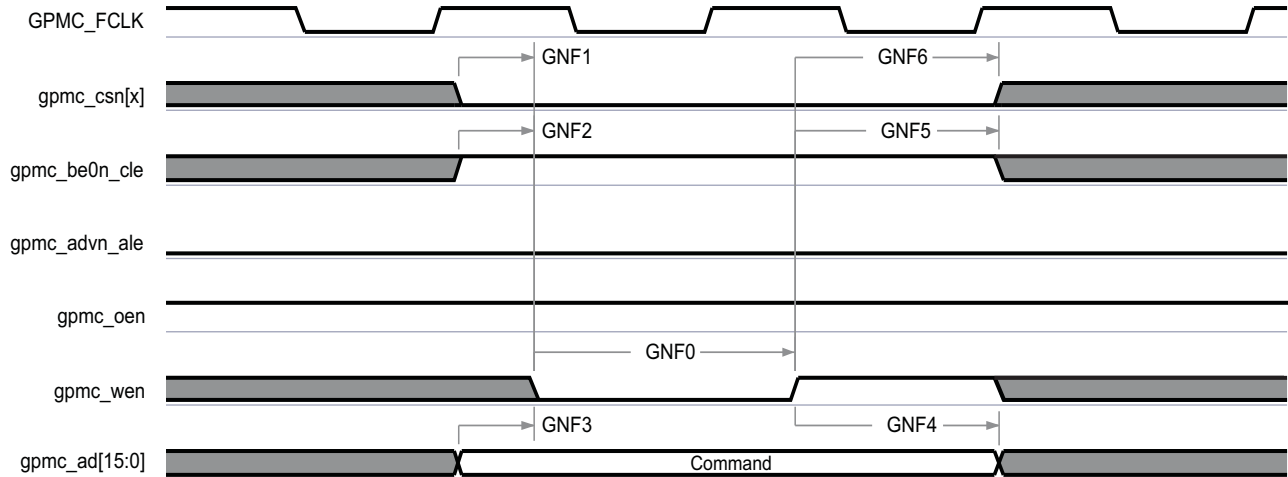 GPMC_FCLK
GNF1
GNF6
gpmc_csn[x]
GNF2
GNF5
gpmc_be0n_cle
gpmc_advn_ale
gpmc_oen
GNF0
gpmc_wen
GNF3
GNF4
gpmc_ad[15:0]
Command